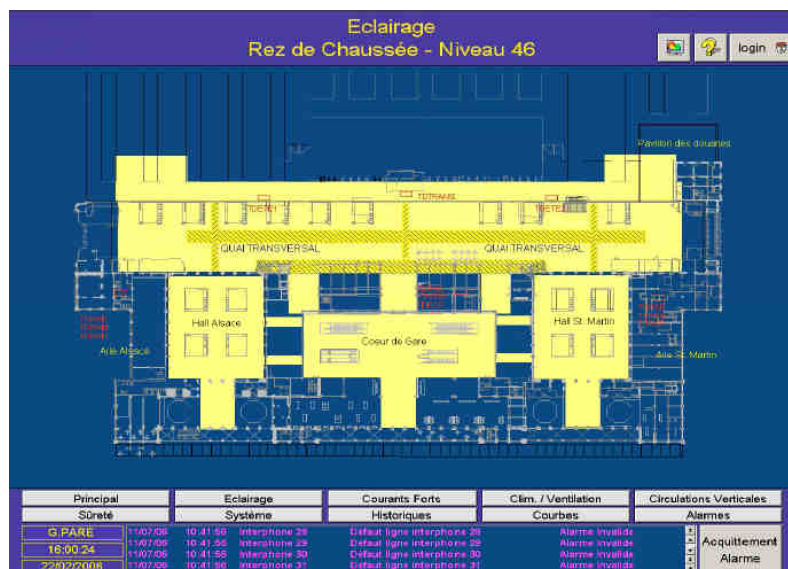 Eclairage
Rez de Chaussée - Niveau 46
login
Pavillon des douanes
TDETE1
TDTRANS
TDETE2
QUAI TRANSVERSAL
QUAI TRANSVERSAL
Hall Alsace
Hall St. Martin
Coeur de Gare
Aile Alsace
Aile St. Martin
Principal
Eclairage
Courants Forts
Clim. / Ventilation
Circulations Verticales
Sûreté
Système
Historiques
Courbes
Alarmes
G.PARE
11/07/06 10:41:56 Interphone 28 Défaut ligne interphone 28 Alarme Invalide
11/07/06 10:41:56 Interphone 29 Défaut ligne interphone 29 Alarme Invalide
16:00:24
11/07/06 10:41:56 Interphone 30 Défaut ligne interphone 30 Alarme Invalide
22/02/2008
11/07/06 10:41:56 Interphone 31 Défaut ligne interphone 31 Alarme Invalide
Acquittement
Alarme